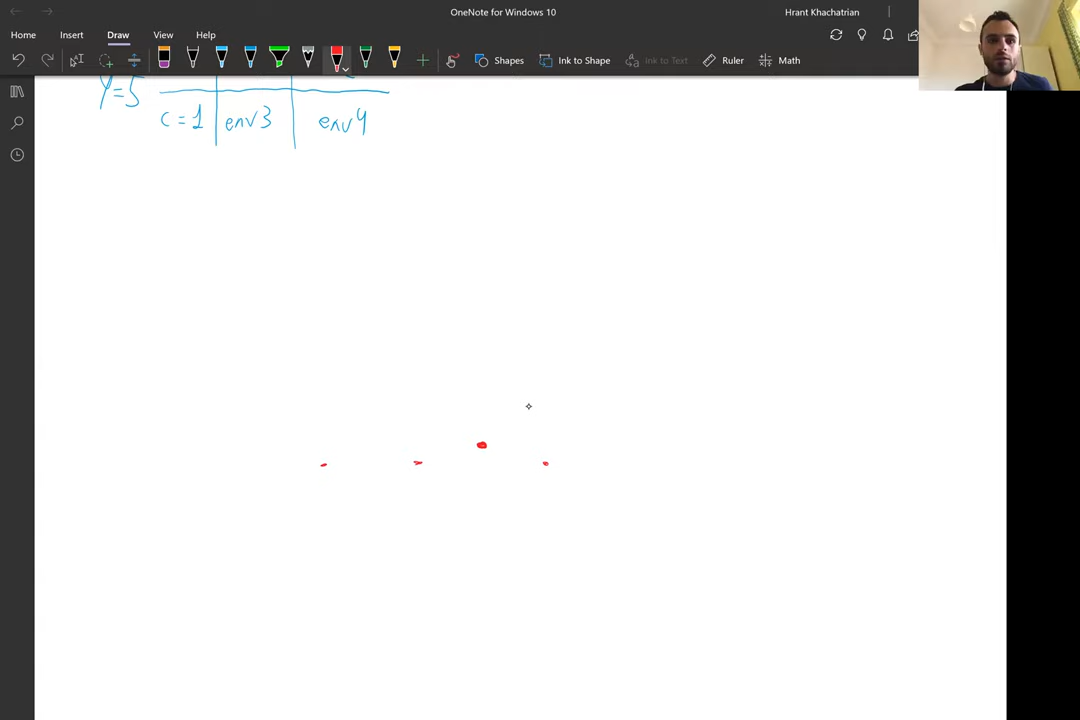 OneNote for Windows 10
Hrant Khachatrian
Home Insert Draw View Help
Shapes Ink to Shape Ink to Text Ruler Math
Y=5
c=1 env3 env4